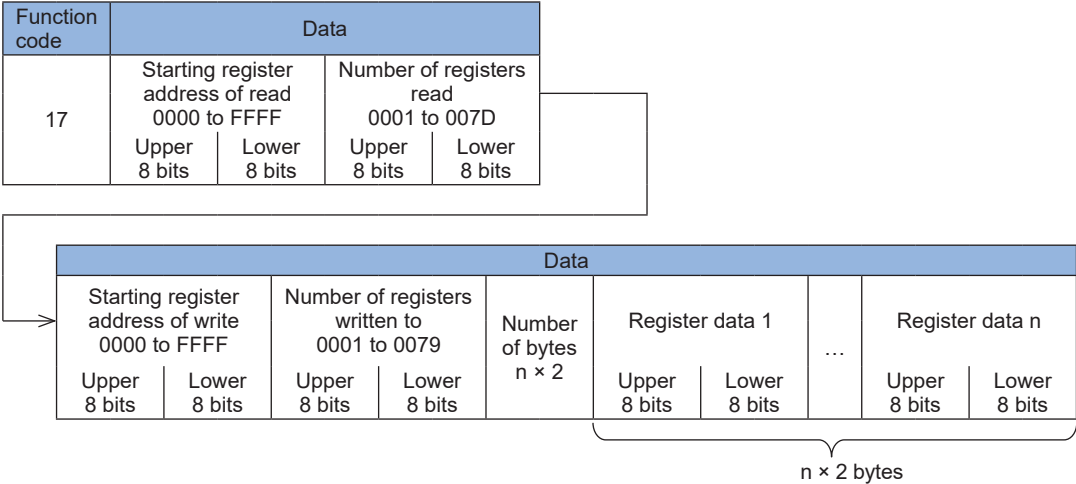 Function
code
Data
17
Starting register
address of read
0000 to FFFF
Number of registers
read
0001 to 007D
Upper
8 bits
Lower
8 bits
Upper
8 bits
Lower
8 bits
Data
Starting register
address of write
0000 to FFFF
Number of registers
written to
0001 to 0079
Number
of bytes
n × 2
Register data 1
…
Register data n
Upper
8 bits
Lower
8 bits
Upper
8 bits
Lower
8 bits
Upper
8 bits
Lower
8 bits
Upper
8 bits
Lower
8 bits
n × 2 bytes